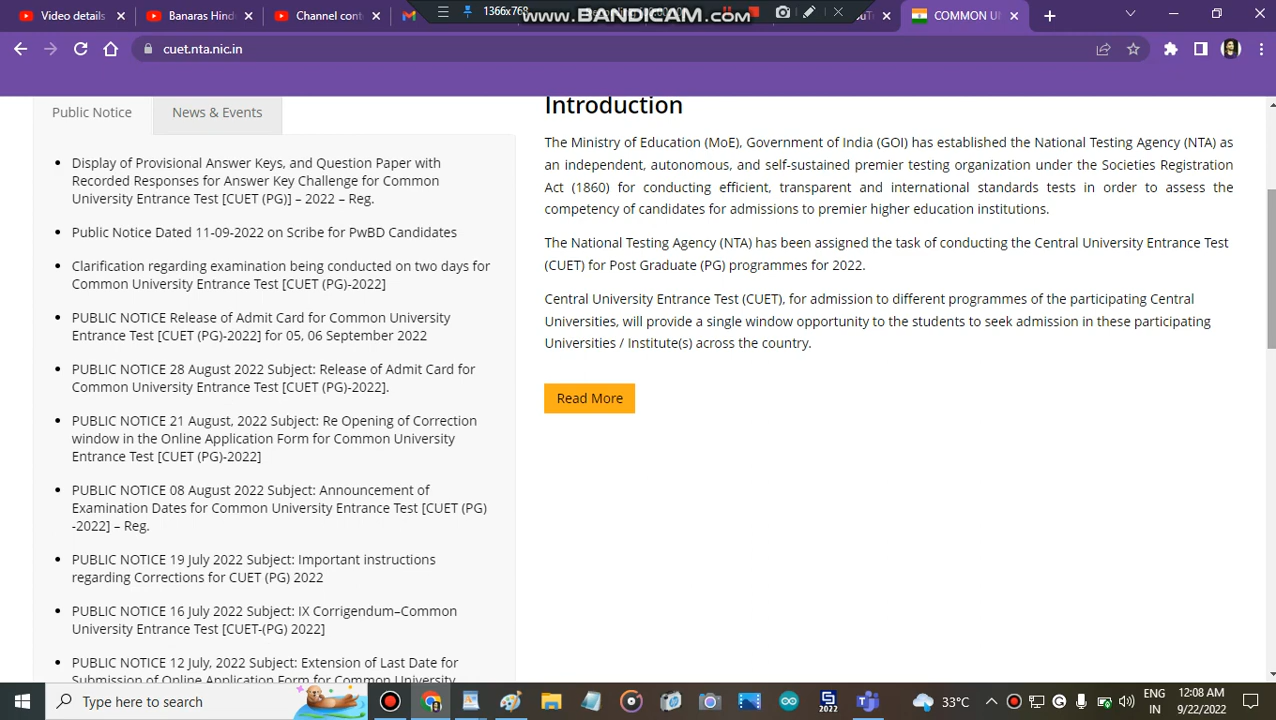 Video details
Banaras Hind
Channel cont
1366x768
www.BANDICAM.com
COMMON U
cuet.nta.nic.in
Public Notice
News & Events
Display of Provisional Answer Keys, and Question Paper with
Recorded Responses for Answer Key Challenge for Common
University Entrance Test [CUET (PG)] – 2022 – Reg.
Public Notice Dated 11-09-2022 on Scribe for PwBD Candidates
Clarification regarding examination being conducted on two days for
Common University Entrance Test [CUET (PG)-2022]
PUBLIC NOTICE Release of Admit Card for Common University
Entrance Test [CUET (PG)-2022] for 05, 06 September 2022
PUBLIC NOTICE 28 August 2022 Subject: Release of Admit Card for
Common University Entrance Test [CUET (PG)-2022].
PUBLIC NOTICE 21 August, 2022 Subject: Re Opening of Correction
window in the Online Application Form for Common University
Entrance Test [CUET (PG)-2022]
PUBLIC NOTICE 08 August 2022 Subject: Announcement of
Examination Dates for Common University Entrance Test [CUET (PG)
-2022] – Reg.
PUBLIC NOTICE 19 July 2022 Subject: Important instructions
regarding Corrections for CUET (PG) 2022
PUBLIC NOTICE 16 July 2022 Subject: IX Corrigendum–Common
University Entrance Test [CUET-(PG) 2022]
PUBLIC NOTICE 12 July, 2022 Subject: Extension of Last Date for
Submission of Online Application Form for Common University
Introduction
The Ministry of Education (MoE), Government of India (GOI) has established the National Testing Agency (NTA) as
an independent, autonomous, and self-sustained premier testing organization under the Societies Registration
Act (1860) for conducting efficient, transparent and international standards tests in order to assess the
competency of candidates for admissions to premier higher education institutions.
The National Testing Agency (NTA) has been assigned the task of conducting the Central University Entrance Test
(CUET) for Post Graduate (PG) programmes for 2022.
Central University Entrance Test (CUET), for admission to different programmes of the participating Central
Universities, will provide a single window opportunity to the students to seek admission in these participating
Universities / Institute(s) across the country.
Read More
Type here to search
2022
33°C
ENG
IN
12:08 AM
9/22/2022